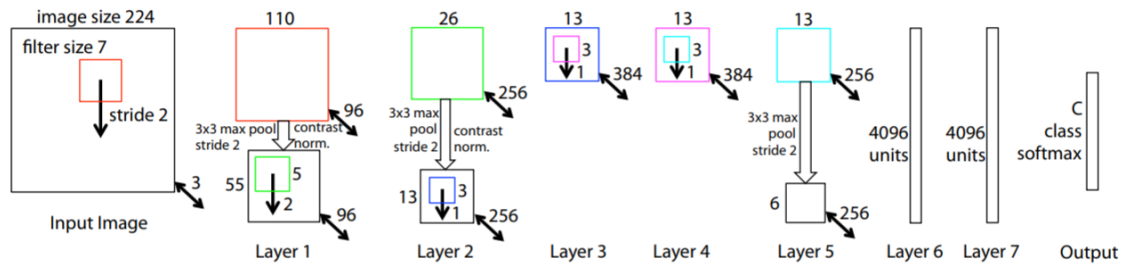 image size 224
filter size 7
stride 2
3
Input Image
110
96
3x3 max pool
stride 2
contrast
norm.
55
5
2
96
Layer 1
26
256
3x3 max
pool
stride 2
contrast
norm.
13
3
1
256
Layer 2
13
3
1
384
Layer 3
13
3
1
384
Layer 4
13
256
3x3 max
pool
stride 2
6
256
Layer 5
4096
units
Layer 6
4096
units
Layer 7
C
class
softmax
Output